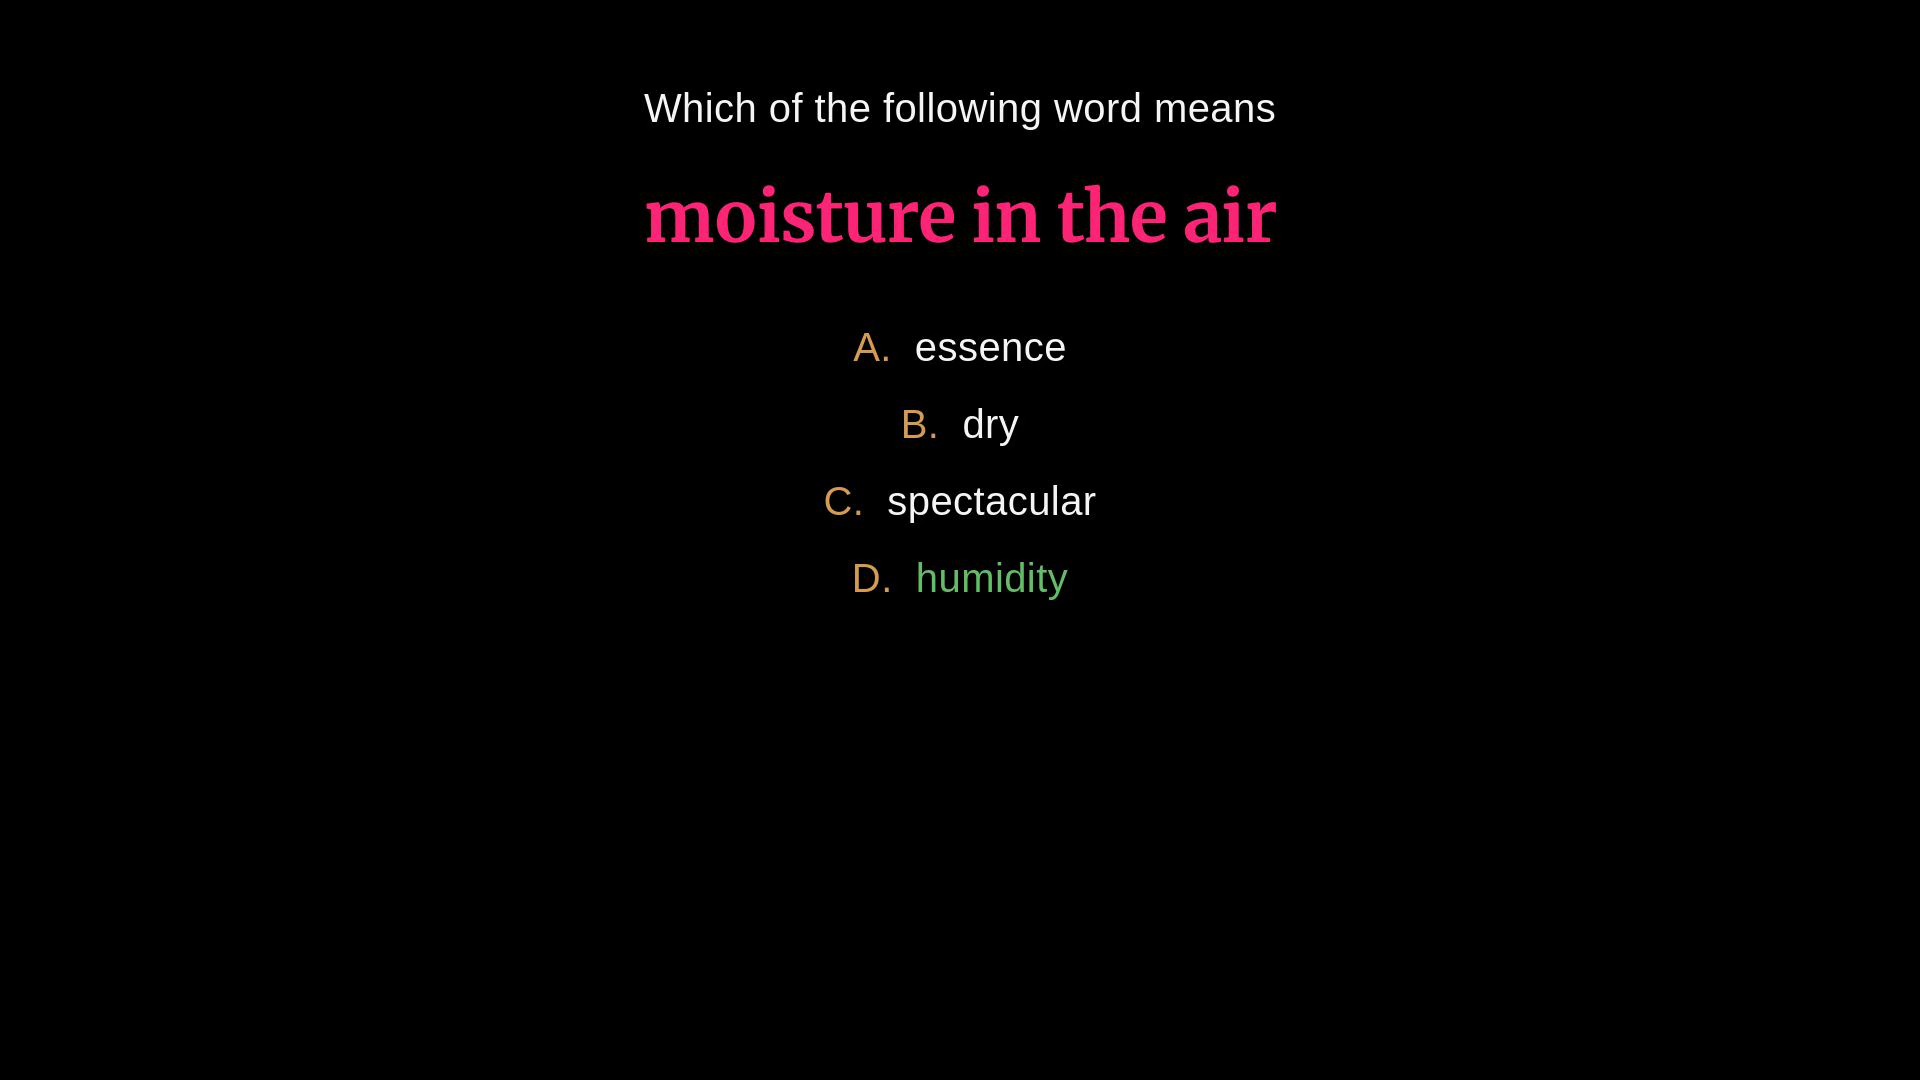 Which of the following word means
moisture in the air
A. essence
B. dry
C. spectacular
D. humidity